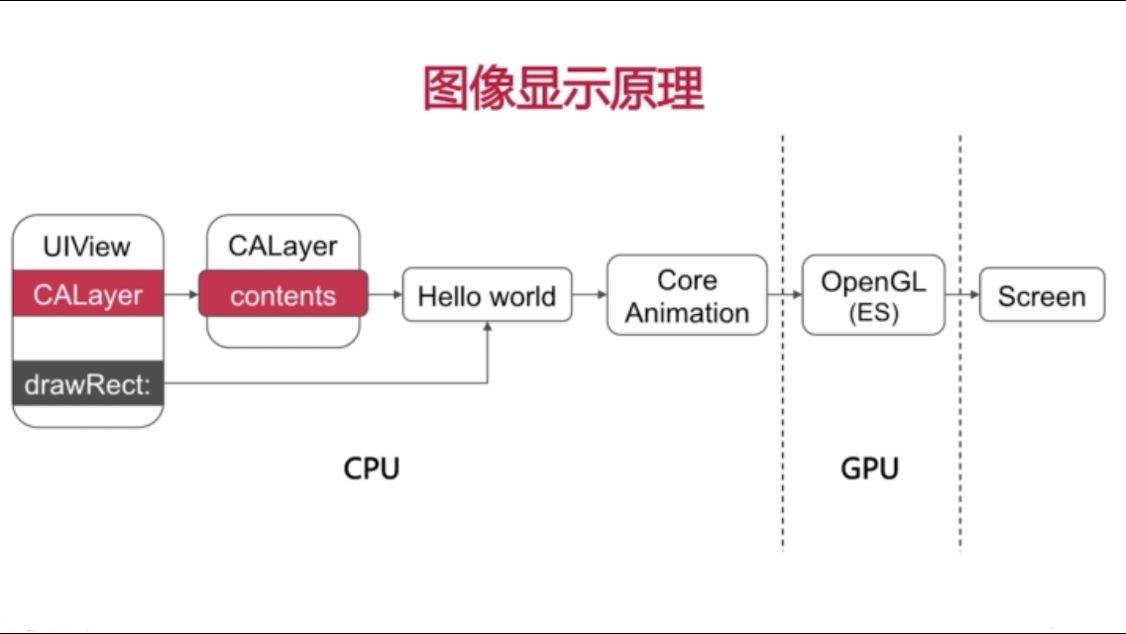 图像显示原理
UIView
CALayer
drawRect:
CALayer
contents
Hello world
Core
Animation
OpenGL
(ES)
Screen
CPU
GPU